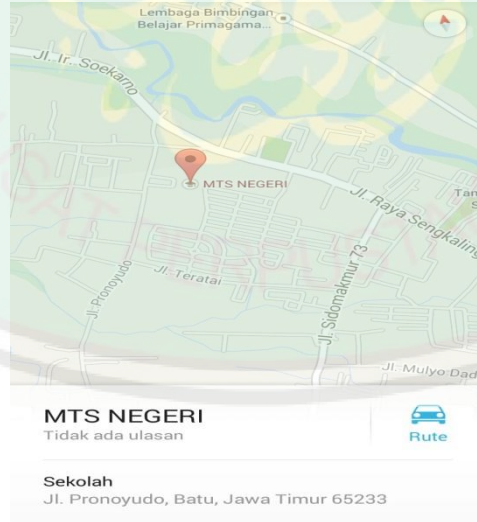 Lembaga Bimbingan
Belajar Primagama...
Jl. Ir. Soekarno
MTS NEGERI
Jl. Raya Sengkaling
Tan
S
Jl. Teratai
Jl. Pronoyudo
Jl. Sidomakmur 73
Jl. Mulyo Dad
MTS NEGERI
Tidak ada ulasan
Rute
Sekolah
Jl. Pronoyudo, Batu, Jawa Timur 65233